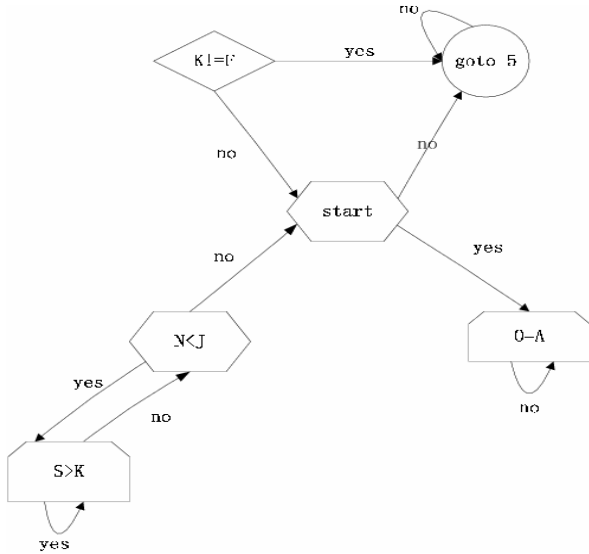 no
yes
goto 5
no
no
start
no
yes
N<J
O-A
yes
no
no
S>K
yes